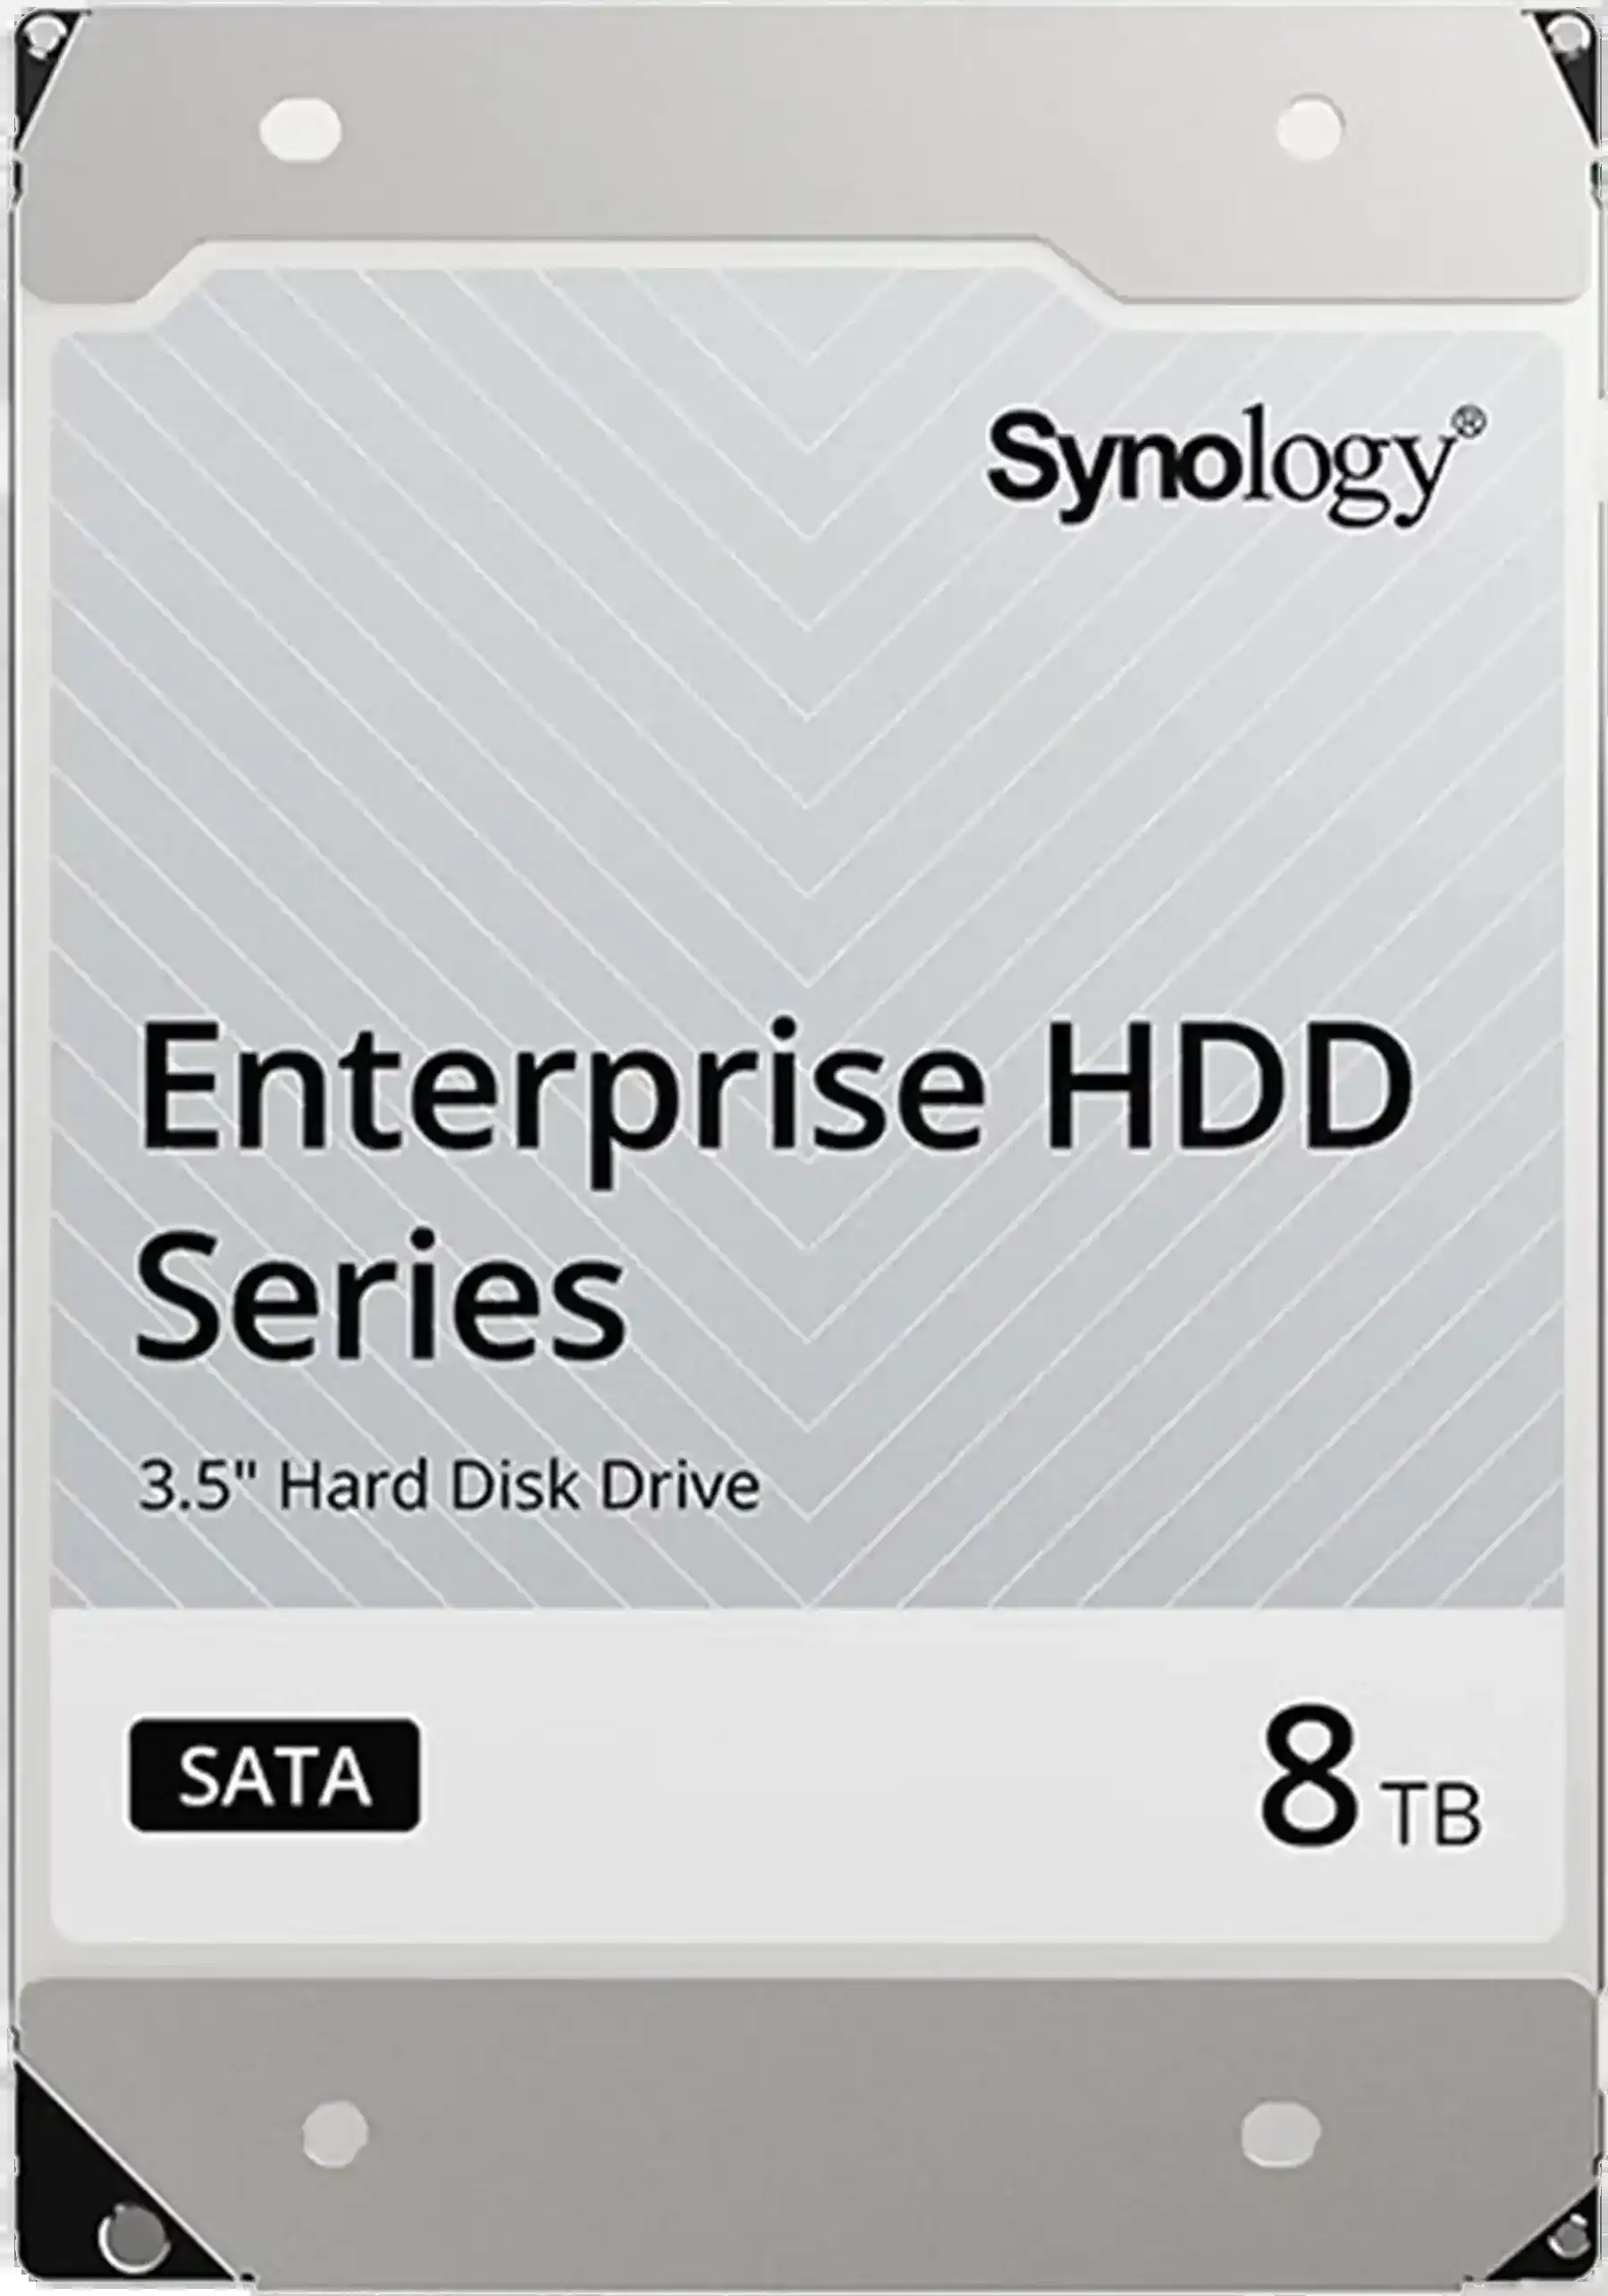 Synology®
Enterprise HDD
Series
3.5" Hard Disk Drive
SATA
8 TB